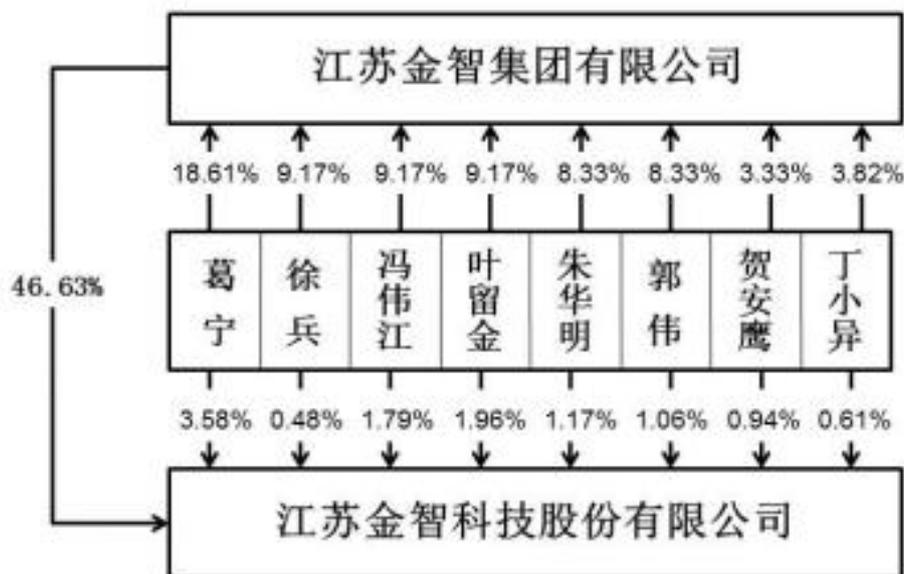 江苏金智集团有限公司
18.61% 9.17% 9.17% 9.17% 8.33% 8.33% 3.33% 3.82%
葛宁 徐兵 冯伟江 叶留金 朱华明 郭伟 贺安鹰 丁小异
46.63%
3.58% 0.48% 1.79% 1.96% 1.17% 1.06% 0.94% 0.61%
江苏金智科技股份有限公司